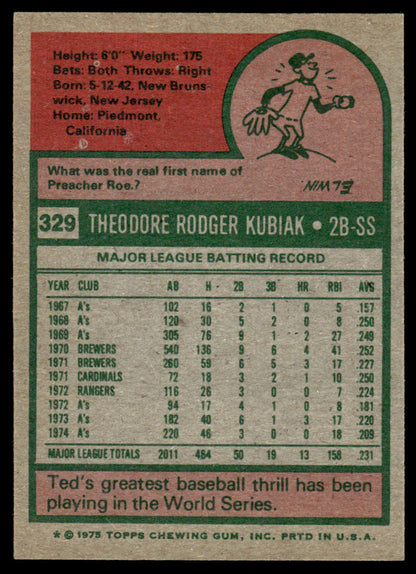 Height: 6'0" Weight: 175
Bats: Both Throws: Right
Born: 5-12-42, New Bruns-
wick, New Jersey
Home: Piedmont,
California
What was the real first name of
Preacher Roe.?
ELWIN
329 THEODORE RODGER KUBIAK • 2B-SS
MAJOR LEAGUE BATTING RECORD
YEAR CLUB AB H 2B 3B HR RBI AVG
1967 A's 102 16 2 1 0 5 .157
1968 A's 120 30 5 2 0 8 .250
1969 A's 305 76 9 1 2 27 .249
1970 BREWERS 540 136 9 6 4 41 .252
1971 BREWERS 260 59 6 5 3 17 .227
1971 CARDINALS 72 18 3 2 1 10 .250
1972 RANGERS 116 26 3 0 0 7 .224
1972 A's 94 17 4 1 0 8 .181
1973 A's 182 40 6 1 3 17 .220
1974 A's 220 46 3 0 0 18 .209
MAJOR LEAGUE TOTALS 2011 464 50 19 13 158 .231
Ted's greatest baseball thrill has been
playing in the World Series.
* © 1975 TOPPS CHEWING GUM, INC. PRTD IN U.S.A.